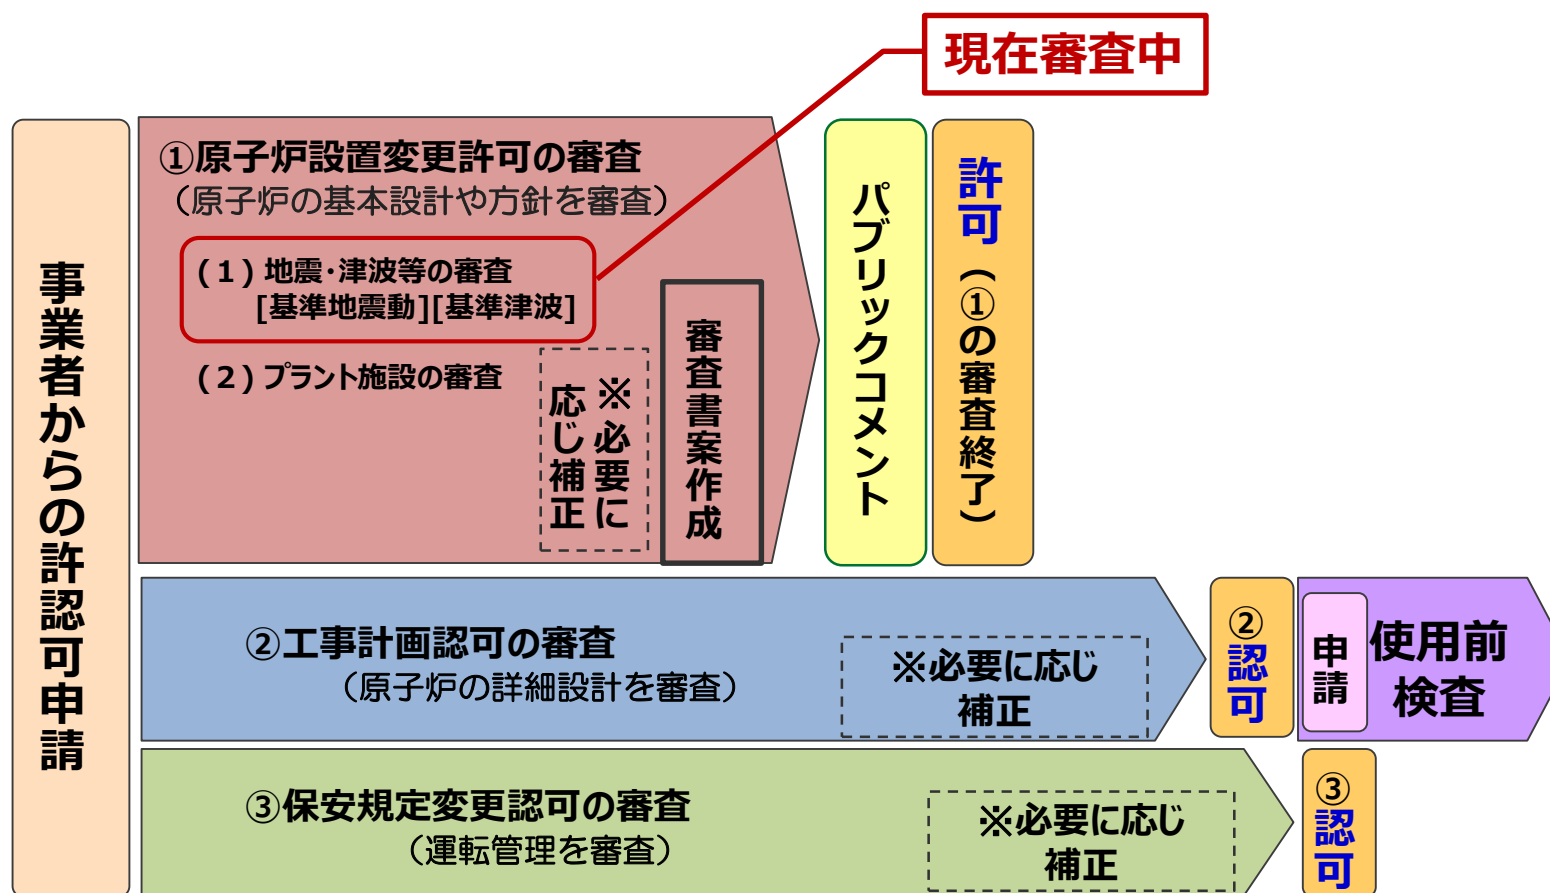 現在審査中
事業者からの許認可申請
①原子炉設置変更許可の審査
（原子炉の基本設計や方針を審査）
(１) 地震･津波等の審査
[基準地震動][基準津波]
(２) プラント施設の審査
※必要に
応じ補正
審査書案作成
パブリックコメント
許可（①の審査終了）
②工事計画認可の審査
（原子炉の詳細設計を審査）
※必要に応じ
補正
②認可
申請
使用前
検査
③保安規定変更認可の審査
（運転管理を審査）
※必要に応じ
補正
③認可